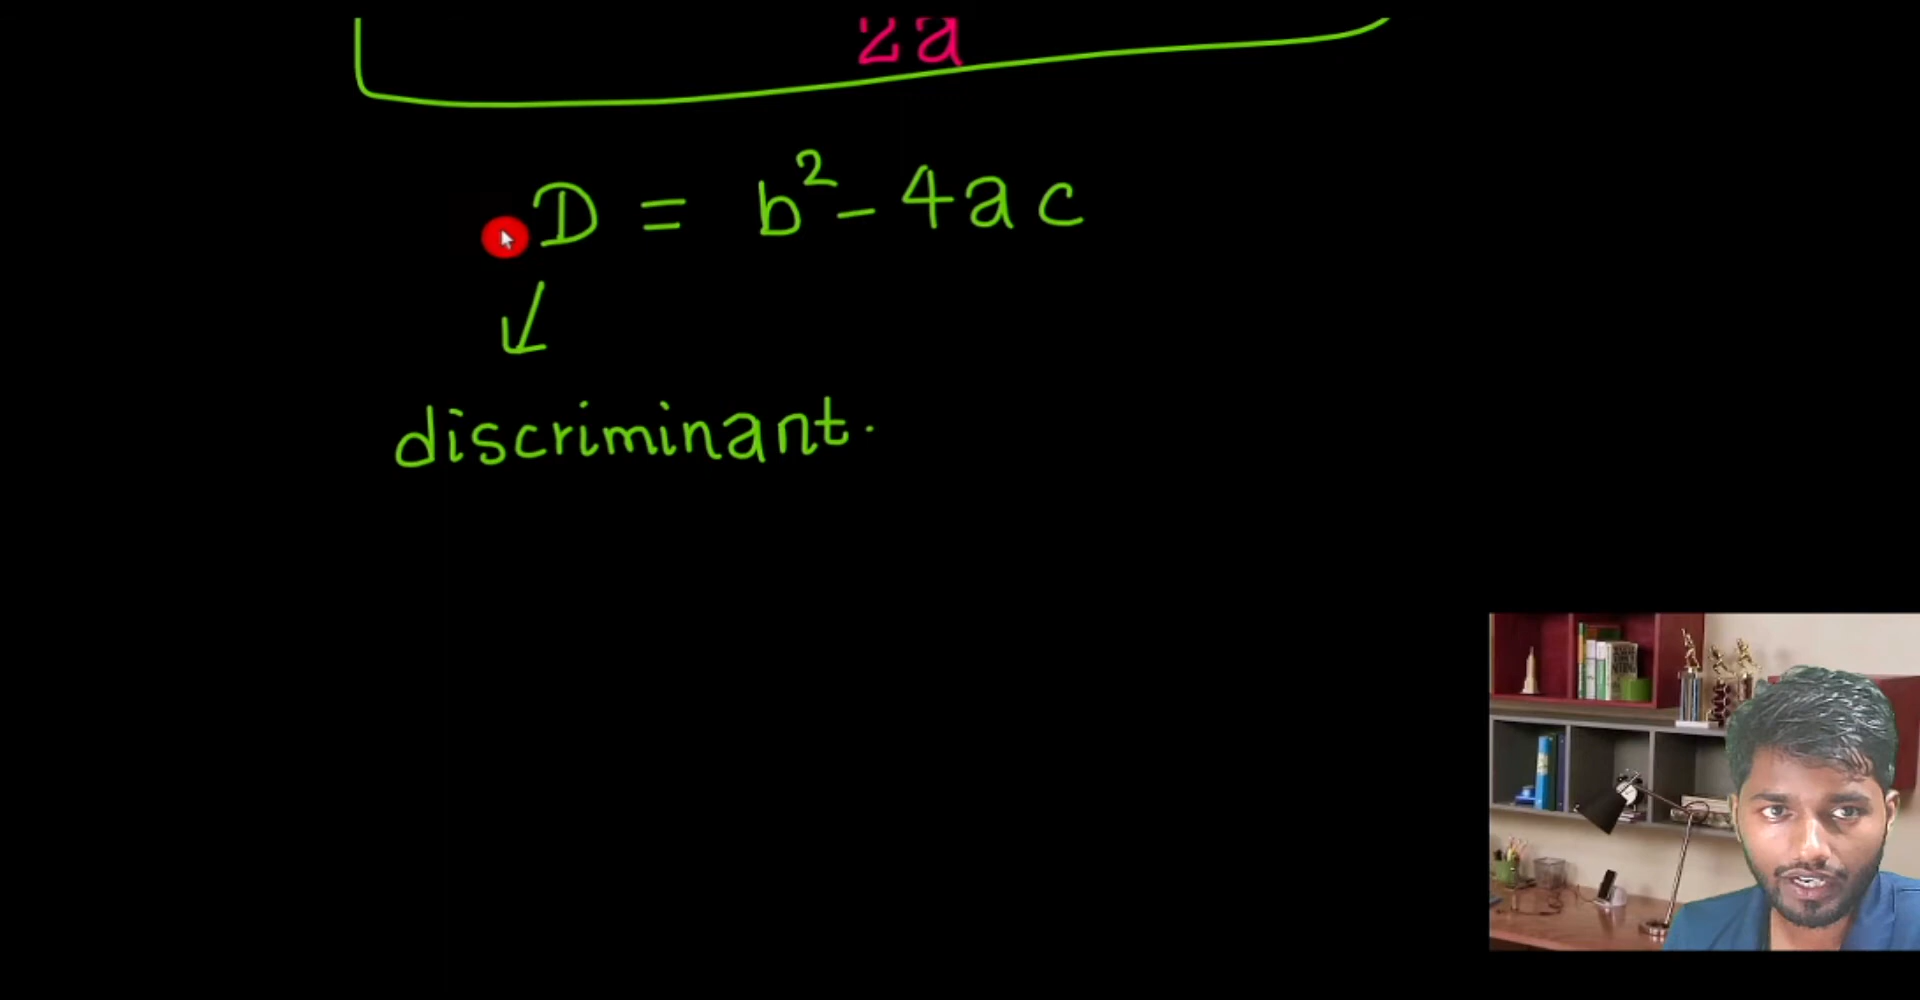 2a
D = b² - 4ac
discriminant.